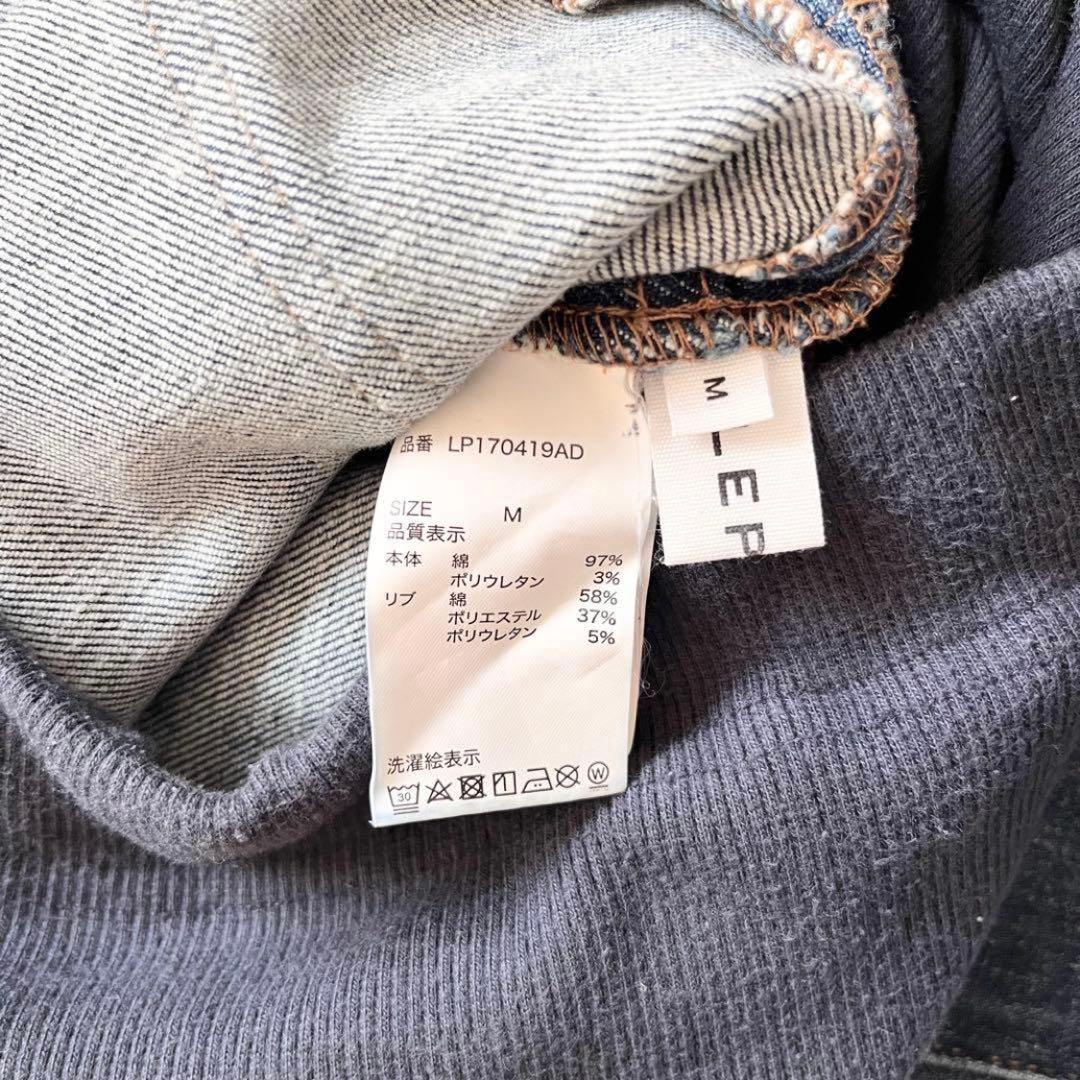 品番 LP170419AD
SIZE M
品質表示
本体 綿 97%
ポリウレタン 3%
リブ 綿 58%
ポリエステル 37%
ポリウレタン 5%
洗濯絵表示
30 1 W
M
EP